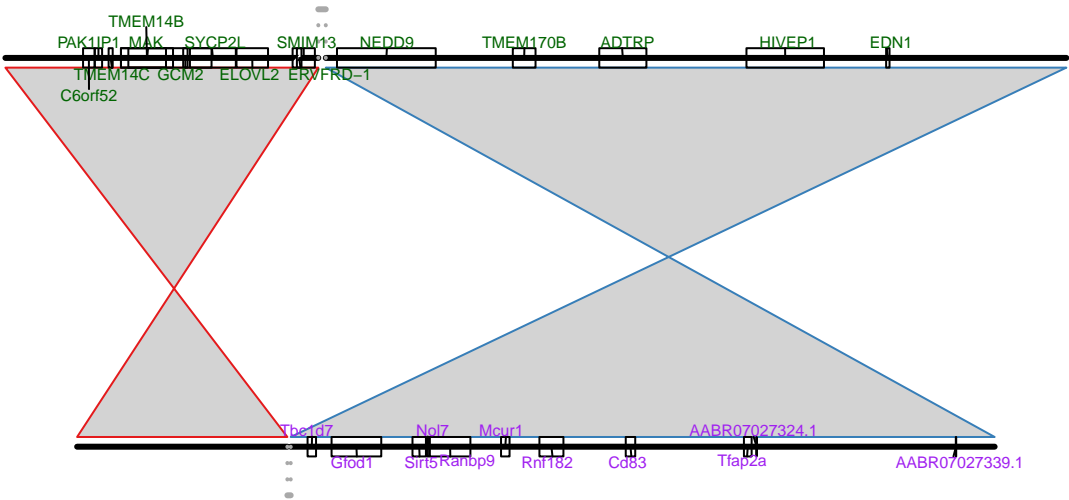 TMEM14B
PAK1IP1 MAK SYCP2L SMIM13 NEDD9 TMEM170B ADTRP HIVEP1 EDN1
TMEM14C GCM2 ELOVL2 ERVFRD−1
C6orf52
Tbc1d7 Nol7 Mcur1 AABR07027324.1
Gfod1 Sirt5 Ranbp9 Rnf182 Cd83 Tfap2a AABR07027339.1